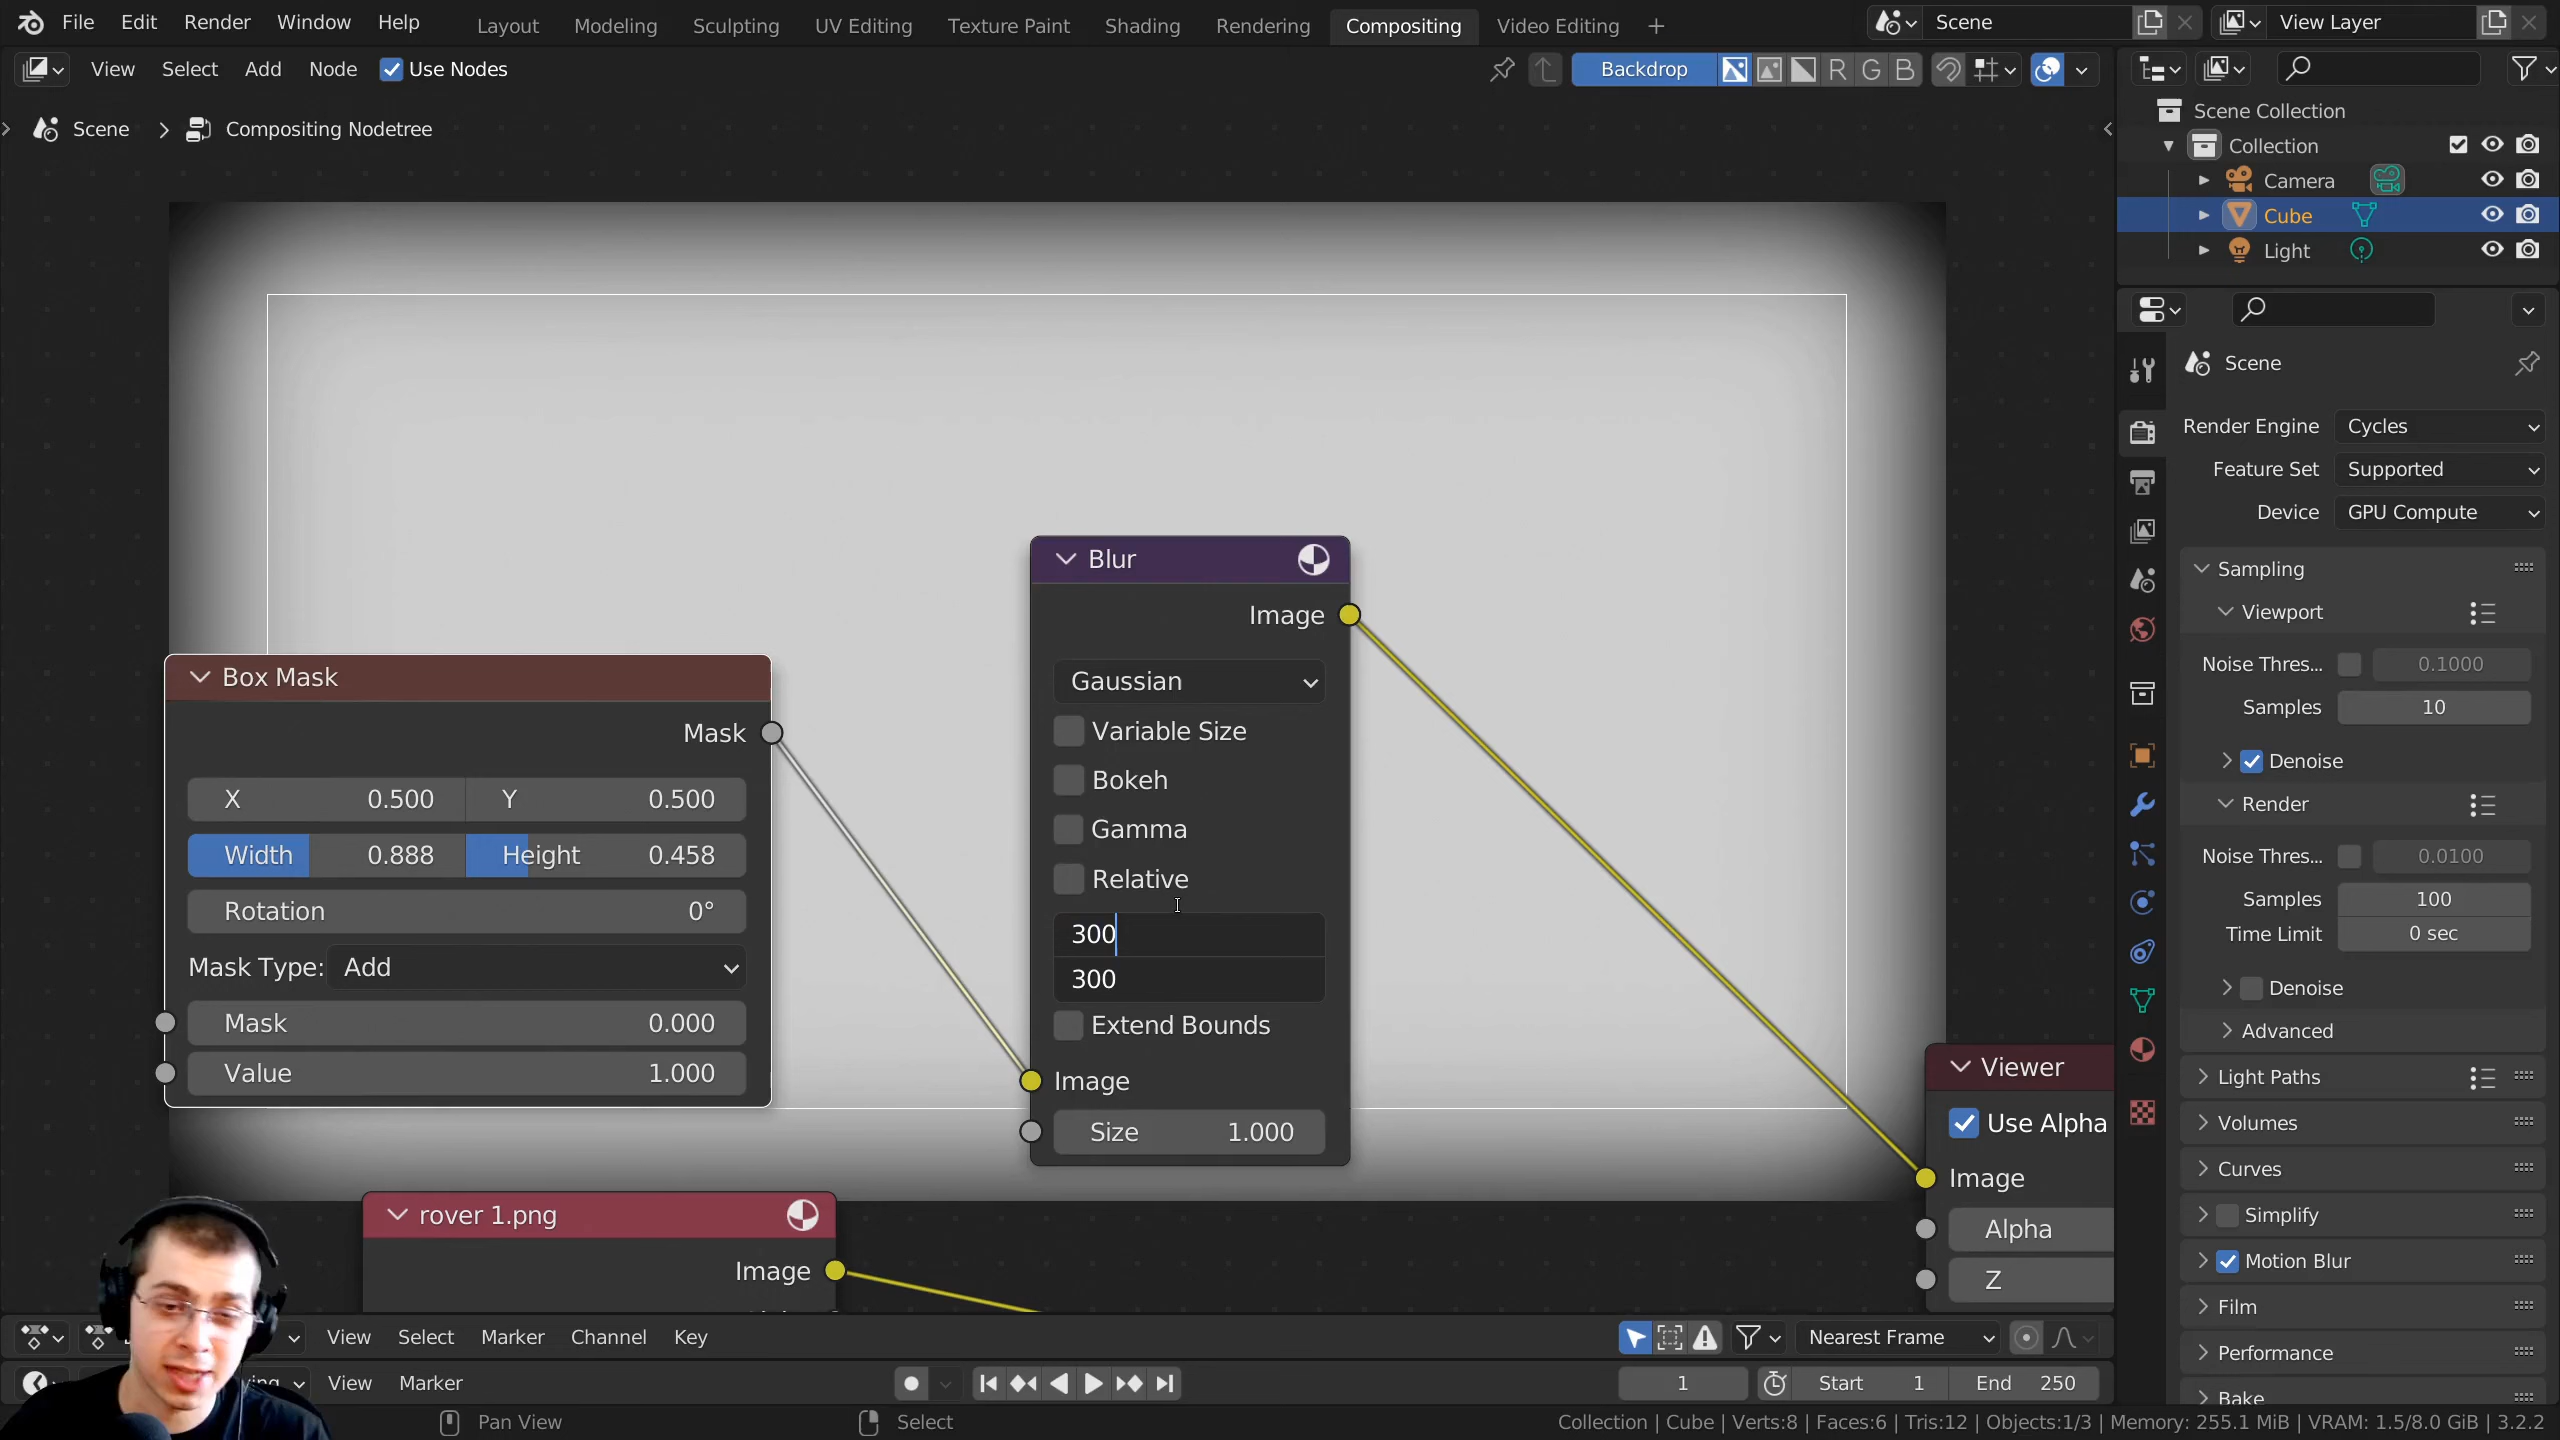 File Edit Render Window Help Layout Modeling Sculpting UV Editing Texture Paint Shading Rendering Compositing Video Editing + Scene View Layer
View Select Add Node Use Nodes Backdrop R G B
Scene > Compositing Nodetree
Scene Collection
Collection
Camera
Cube
Light
Scene
Render Engine Cycles
Feature Set Supported
Device GPU Compute
Sampling
Viewport
Noise Thres... 0.1000
Samples 10
Denoise
Render
Noise Thres... 0.0100
Samples 100
Time Limit 0 sec
Denoise
Advanced
Light Paths
Volumes
Curves
Simplify
Motion Blur
Film
Performance
Bake
Box Mask
Mask
X 0.500 Y 0.500
Width 0.888 Height 0.458
Rotation 0°
Mask Type: Add
Mask 0.000
Value 1.000
Blur
Image
Gaussian
Variable Size
Bokeh
Gamma
Relative
300
300
Extend Bounds
Image
Size 1.000
Viewer
Use Alpha
Image
Alpha
Z
rover 1.png
Image
View Select Marker Channel Key Nearest Frame
View Marker 1 Start 1 End 250
Pan View Select Collection | Cube | Verts:8 | Faces:6 | Tris:12 | Objects:1/3 | Memory: 255.1 MiB | VRAM: 1.5/8.0 GiB | 3.2.2